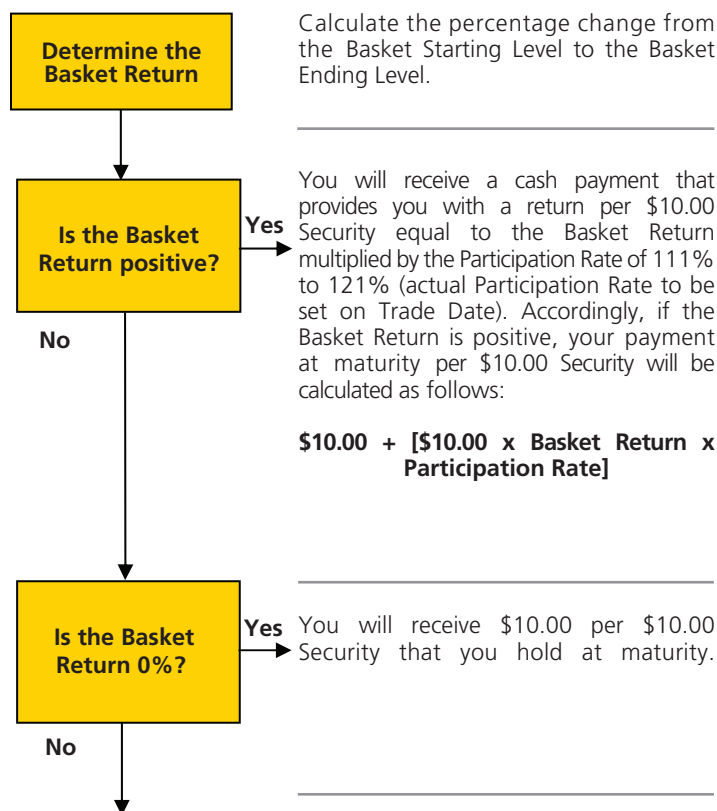 Determine the
Basket Return
Calculate the percentage change from
the Basket Starting Level to the Basket
Ending Level.
Is the Basket
Return positive?
Yes
No
You will receive a cash payment that
provides you with a return per $10.00
Security equal to the Basket Return
multiplied by the Participation Rate of 111%
to 121% (actual Participation Rate to be
set on Trade Date). Accordingly, if the
Basket Return is positive, your payment
at maturity per $10.00 Security will be
calculated as follows:
$10.00 + [$10.00 x Basket Return x
Participation Rate]
Is the Basket
Return 0%?
Yes
No
You will receive $10.00 per $10.00
Security that you hold at maturity.